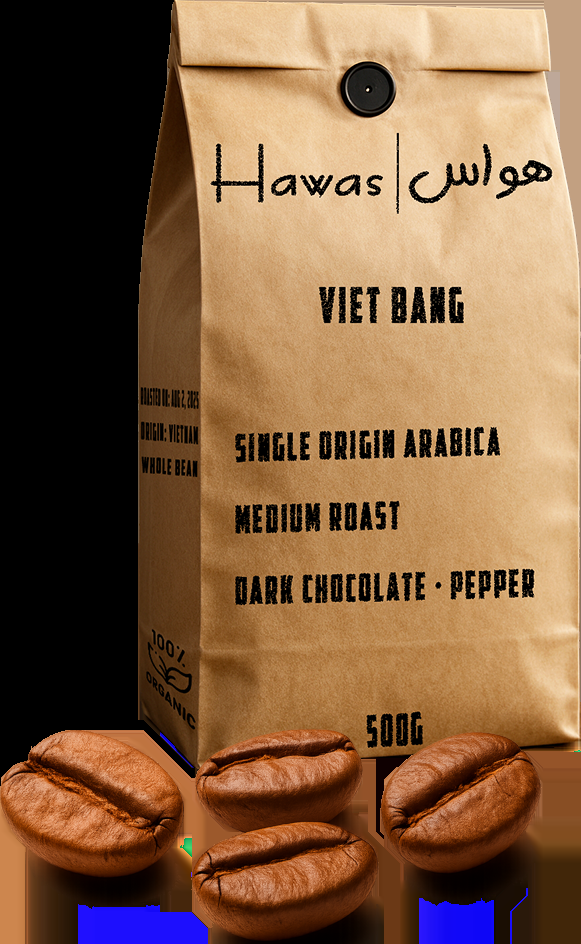 Hawas | هواس
VIET BANG
SINGLE ORIGIN ARABICA
MEDIUM ROAST
DARK CHOCOLATE · PEPPER
500G
ROASTED ON: AUG 2, 2025
ORIGIN: VIETNAM
WHOLE BEAN
100%
ORGANIC